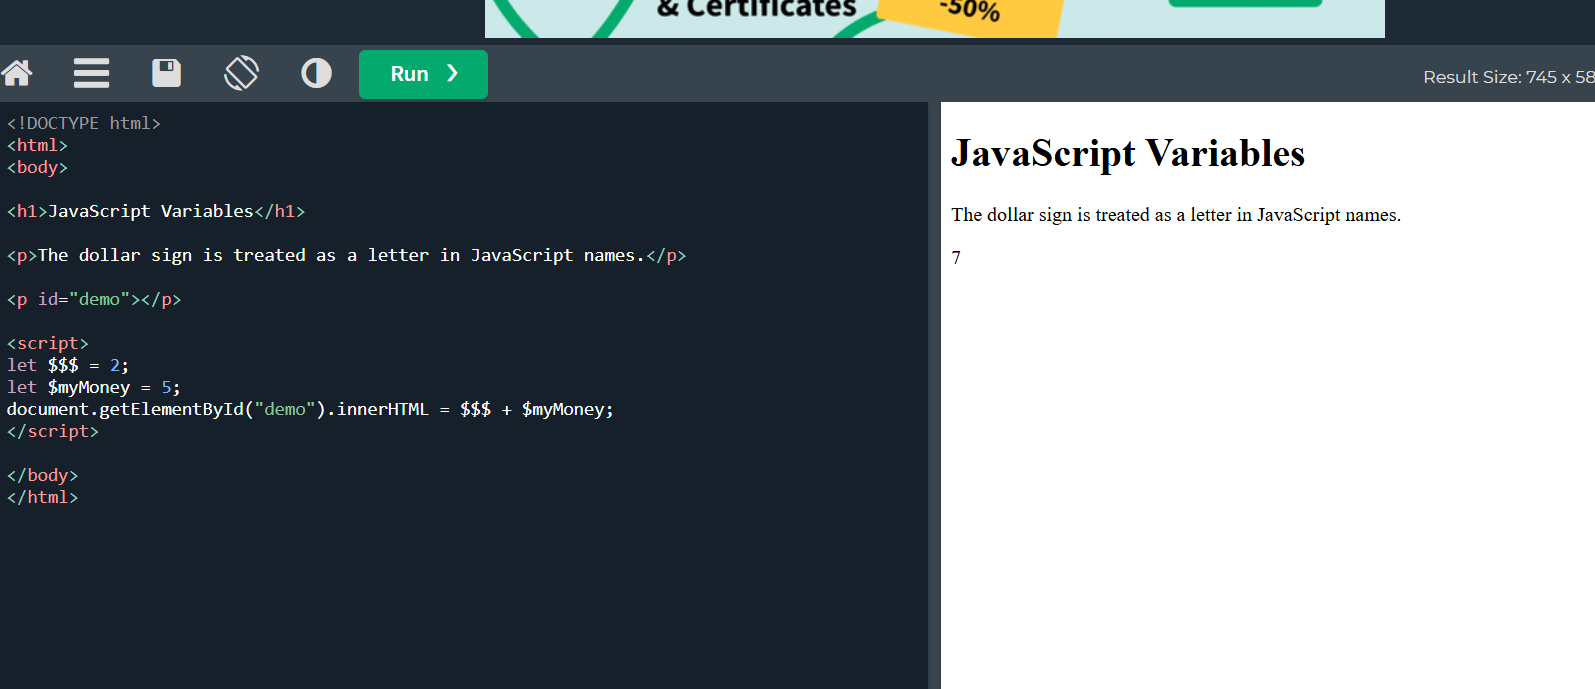 & Certificates
-50%
Run ❯
Result Size: 745 x 58
<!DOCTYPE html>
<html>
<body>
<h1>JavaScript Variables</h1>
<p>The dollar sign is treated as a letter in JavaScript names.</p>
<p id="demo"></p>
<script>
let $$$ = 2;
let $myMoney = 5;
document.getElementById("demo").innerHTML = $$$ + $myMoney;
</script>
</body>
</html>
JavaScript Variables
The dollar sign is treated as a letter in JavaScript names.
7